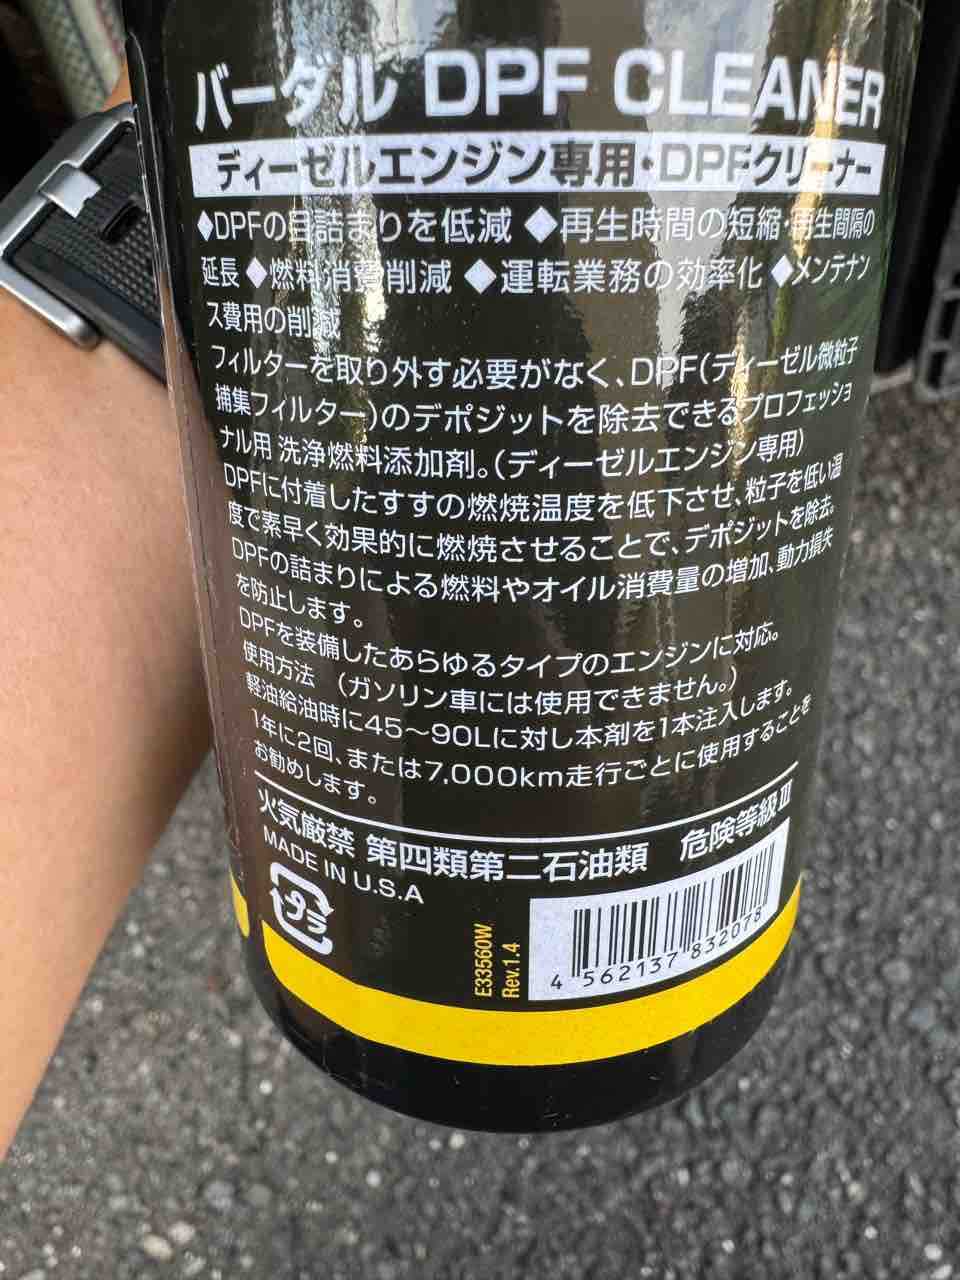 バータル DPF CLEANER
ディーゼルエンジン専用・DPFクリーナー
◆DPFの目詰まりを低減 ◆再生時間の短縮・再生間隔の
延長 ◆燃料消費削減 ◆運転業務の効率化 ◆メンテナン
ス費用の削減
フィルターを取り外す必要がなく、DPF(ディーゼル微粒子
捕集フィルター)のデポジットを除去できるプロフェッショ
ナル用 洗浄燃料添加剤。(ディーゼルエンジン専用)
DPFに付着したすすの燃焼温度を低下させ、粒子を低い温
度で素早く効果的に燃焼させることで、デポジットを除去。
DPFの詰まりによる燃料やオイル消費量の増加、動力損失
を防止します。
DPFを装備したあらゆるタイプのエンジンに対応。
使用方法 (ガソリン車には使用できません。)
軽油給油時に45～90Lに対し本剤を1本注入します。
1年に2回、または7,000km走行ごとに使用することを
お勧めします。
火気厳禁 第四類第二石油類 危険等級Ⅲ
MADE IN U.S.A
プラ
E33560W
Rev.1.4
4 562137 832078